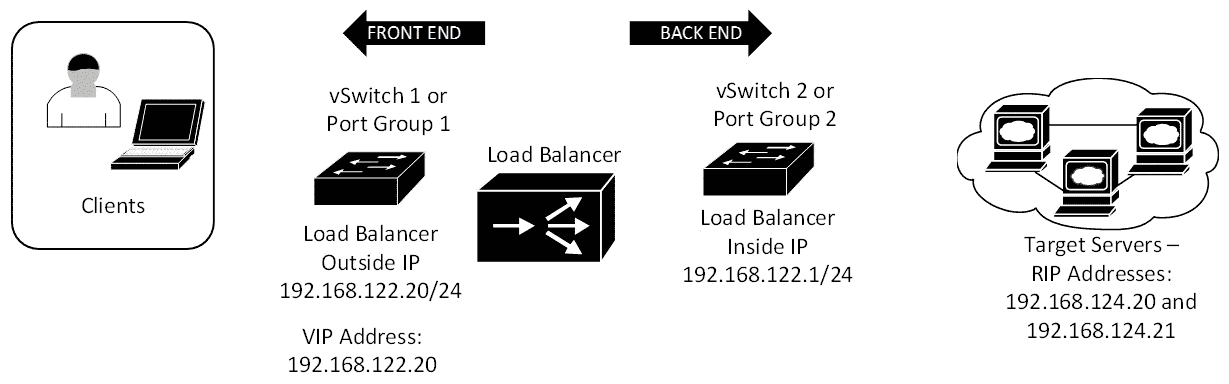 FRONT END
BACK END
vSwitch 1 or
Port Group 1
vSwitch 2 or
Port Group 2
Load Balancer
Clients
Load Balancer
Outside IP
192.168.122.20/24
VIP Address:
192.168.122.20
Load Balancer
Inside IP
192.168.122.1/24
Target Servers –
RIP Addresses:
192.168.124.20 and
192.168.124.21